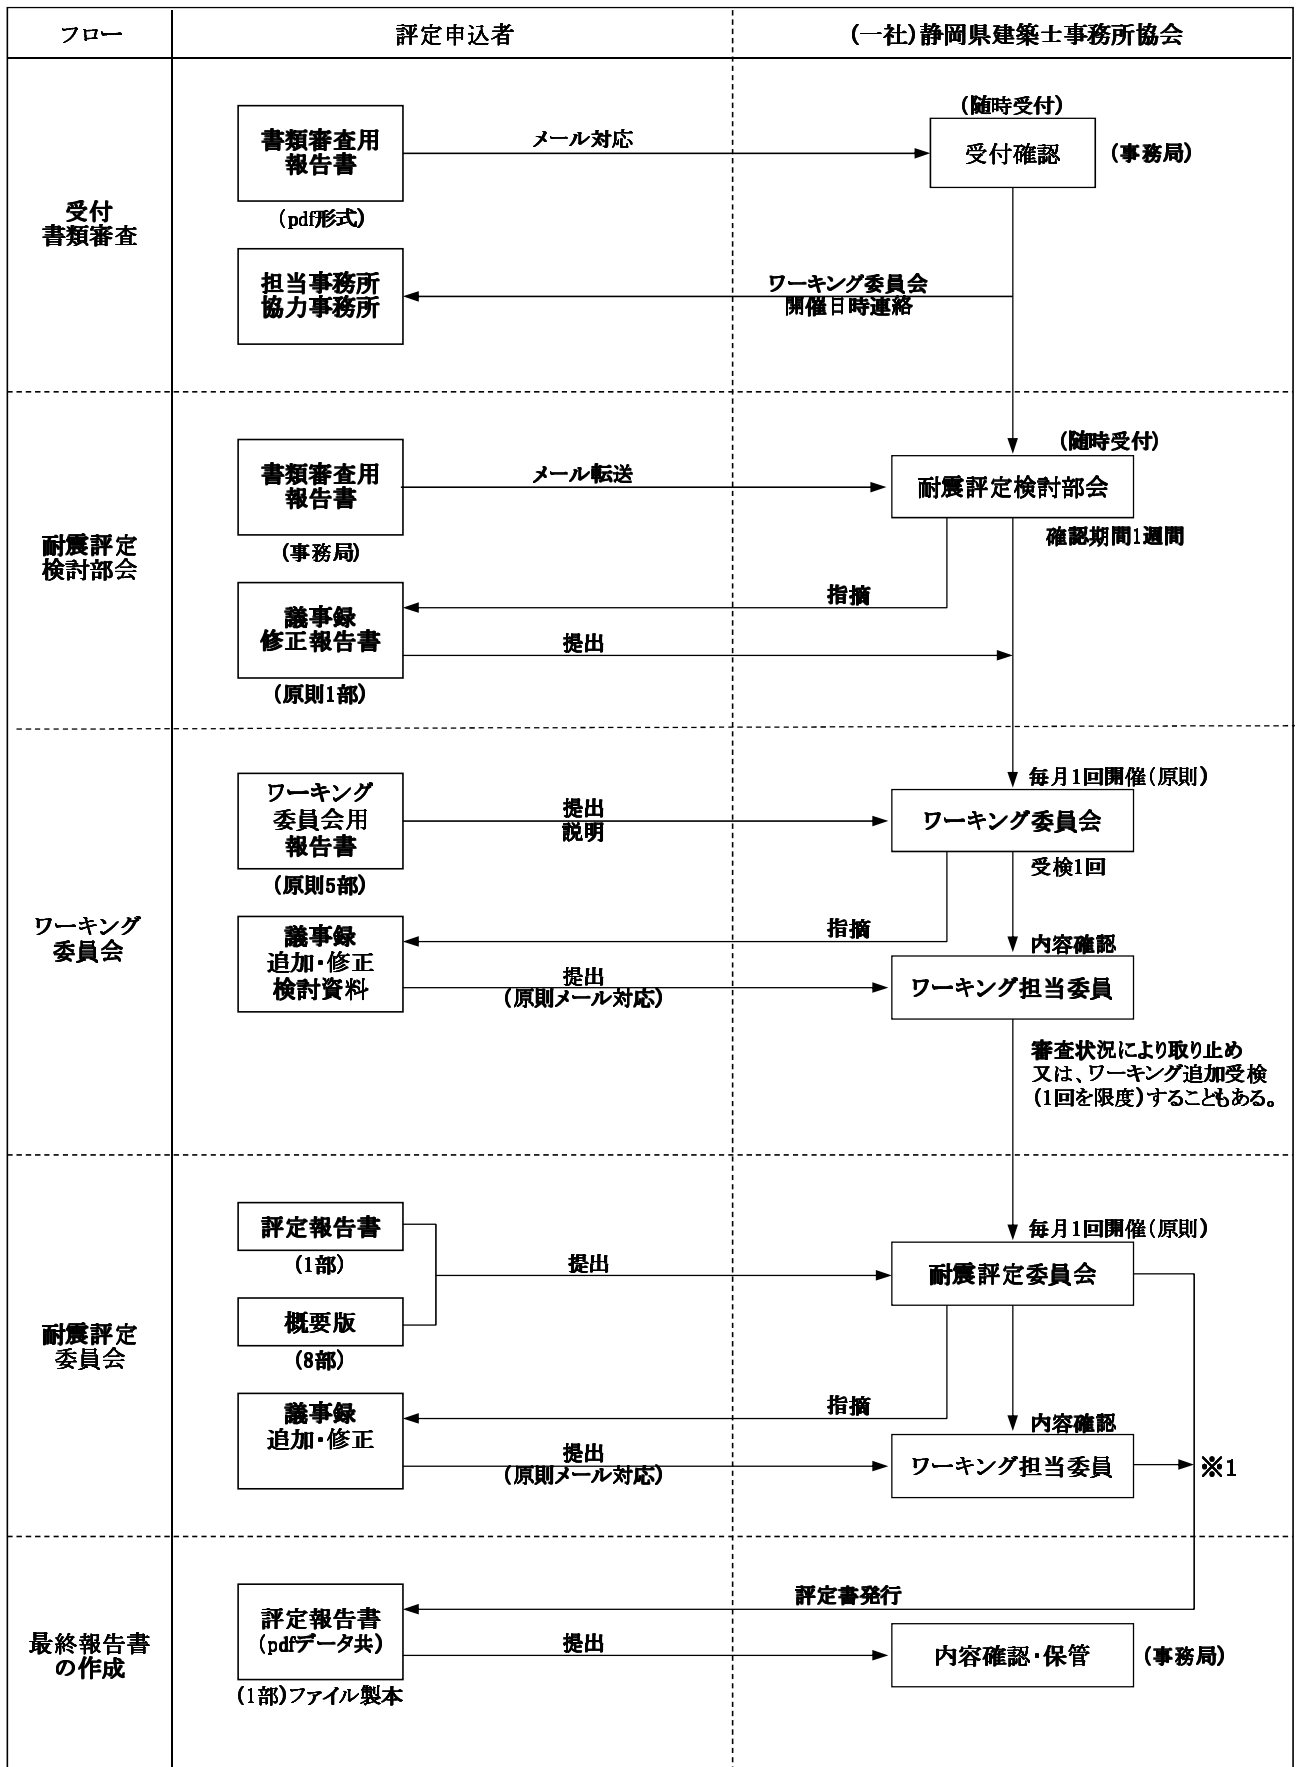 フロー
評定申込者
(一社)静岡県建築士事務所協会
受付
書類審査
書類審査用
報告書
(pdf形式)
メール対応
(随時受付)
受付確認
(事務局)
担当事務所
協力事務所
ワーキング委員会
開催日時連絡
耐震評定
検討部会
書類審査用
報告書
(事務局)
メール転送
(随時受付)
耐震評定検討部会
確認期間1週間
指摘
議事録
修正報告書
(原則1部)
提出
ワーキング
委員会
ワーキング
委員会用
報告書
(原則5部)
提出
説明
毎月1回開催(原則)
ワーキング委員会
受検1回
指摘
議事録
追加・修正
検討資料
提出
(原則メール対応)
内容確認
ワーキング担当委員
審査状況により取り止め
又は、ワーキング追加受検
(1回を限度)することもある。
耐震評定
委員会
評定報告書
(1部)
概要版
(8部)
提出
毎月1回開催(原則)
耐震評定委員会
指摘
議事録
追加・修正
提出
(原則メール対応)
内容確認
ワーキング担当委員
※1
最終報告書
の作成
評定書発行
評定報告書
(pdfデータ共)
(1部)ファイル製本
提出
内容確認・保管
(事務局)